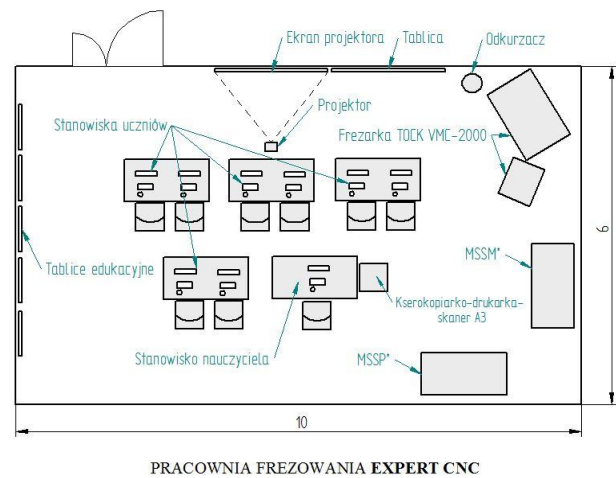 Ekran projektora
Tablica
Odkurzacz
Projektor
Stanowiska uczniów
Frezarka TOCK VMC-2000
6
MSSM*
Tablice edukacyjne
Kserokopiarko-drukarka-
skaner A3
Stanowisko nauczyciela
MSSP*
10
PRACOWNIA FREZOWANIA EXPERT CNC